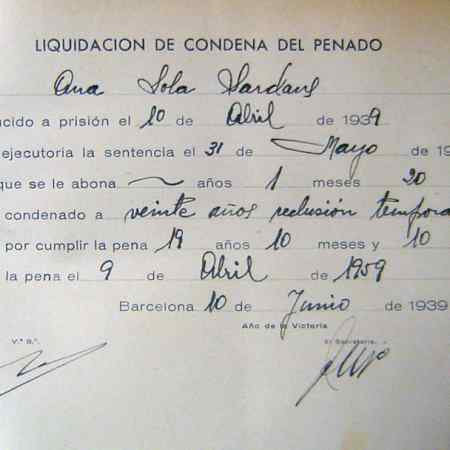 LIQUIDACION DE CONDENA DEL PENADO
Ana Sola Sardans
ucido a prisión el 10 de Abril de 1939
ejecutoria la sentencia el 31 de Mayo de 19
que se le abona ~ años 1 meses 20
condenado a veinte años reclusión tempora
por cumplir la pena 19 años 10 meses y 10
la pena el 9 de Abril de 1959
Barcelona 10 de Junio de 1939
Año de la Victoria
V.º B.º, El Secretario,